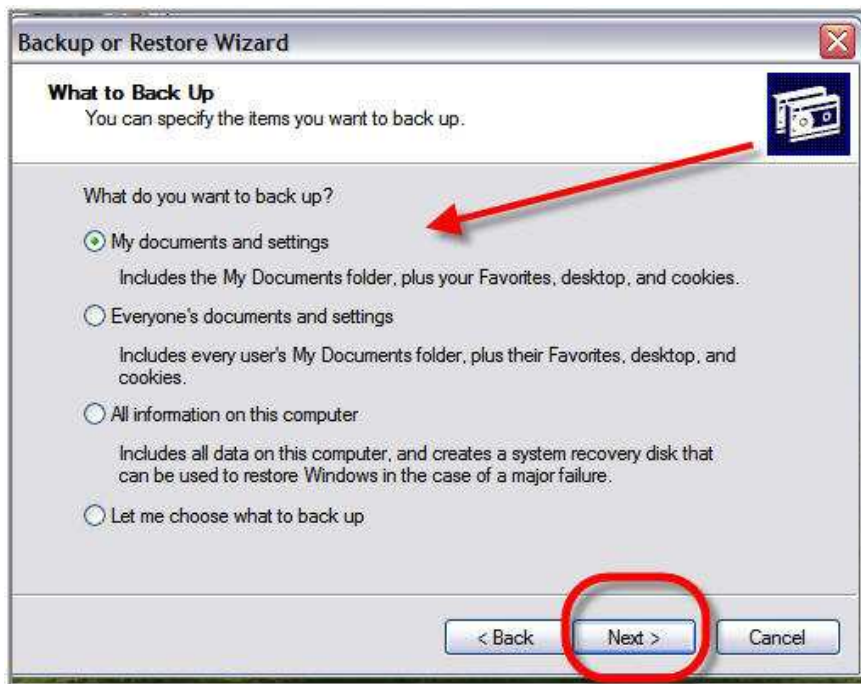 Backup or Restore Wizard
What to Back Up
You can specify the items you want to back up.
What do you want to back up?
My documents and settings
Includes the My Documents folder, plus your Favorites, desktop, and cookies.
Everyone's documents and settings
Includes every user's My Documents folder, plus their Favorites, desktop, and
cookies.
All information on this computer
Includes all data on this computer, and creates a system recovery disk that
can be used to restore Windows in the case of a major failure.
Let me choose what to back up
< Back Next > Cancel